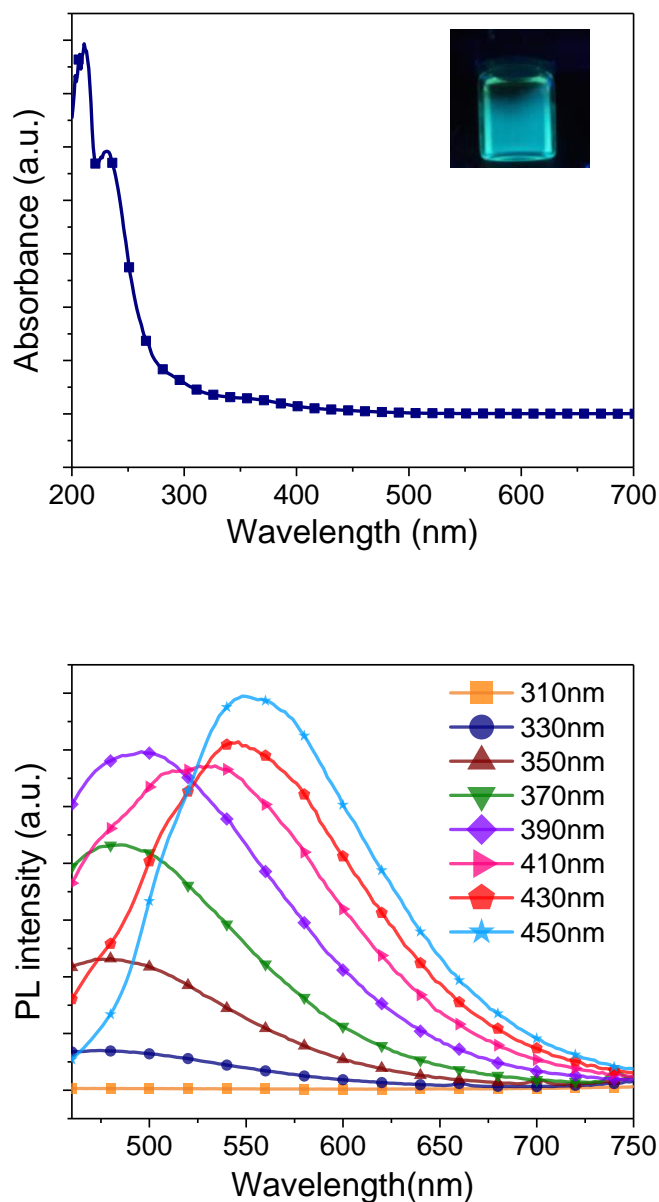 Absorbance (a.u.)
200 300 400 500 600 700
Wavelength (nm)
PL intensity (a.u.)
310nm
330nm
350nm
370nm
390nm
410nm
430nm
450nm
500 550 600 650 700 750
Wavelength(nm)